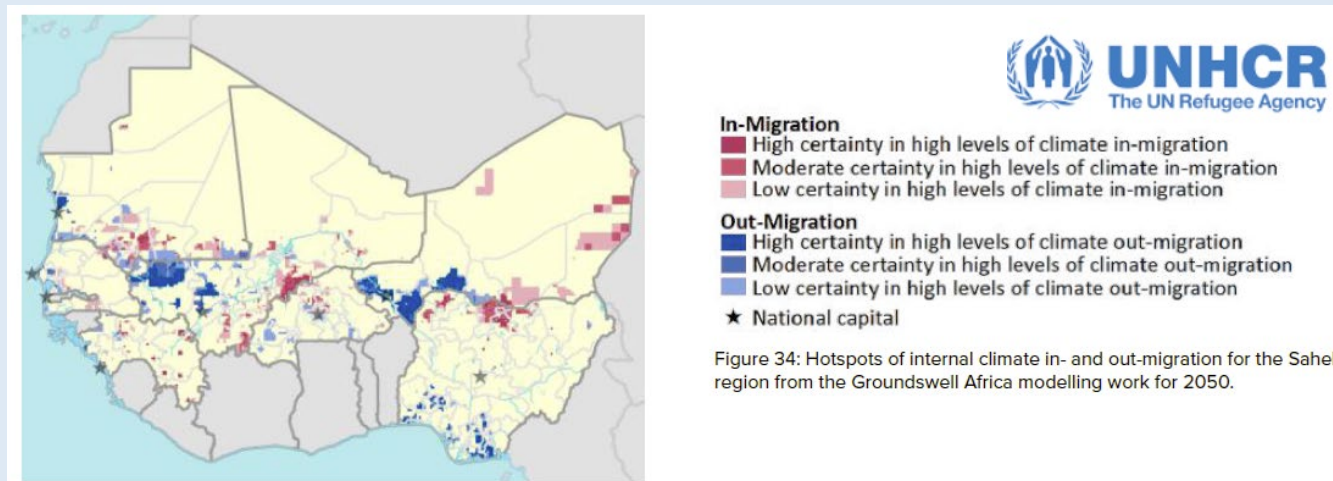 UNHCR
The UN Refugee Agency
In-Migration
High certainty in high levels of climate in-migration
Moderate certainty in high levels of climate in-migration
Low certainty in high levels of climate in-migration
Out-Migration
High certainty in high levels of climate out-migration
Moderate certainty in high levels of climate out-migration
Low certainty in high levels of climate out-migration
National capital
Figure 34: Hotspots of internal climate in- and out-migration for the Sahel
region from the Groundswell Africa modelling work for 2050.